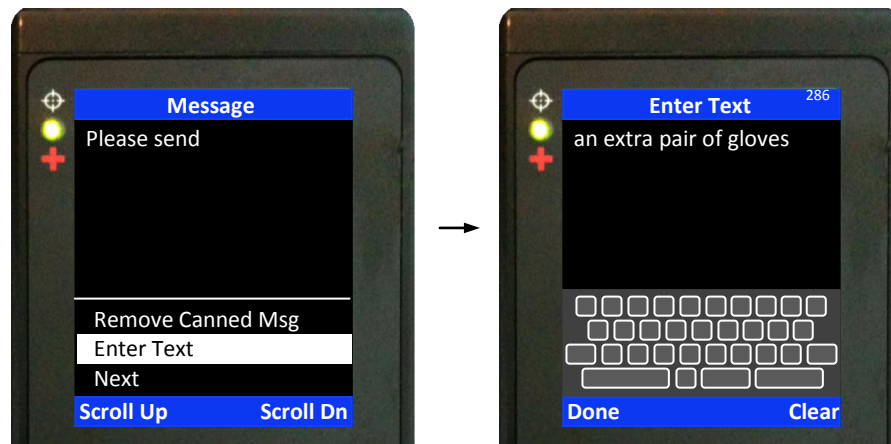 Message
Please send
Remove Canned Msg
Enter Text
Next
Scroll Up Scroll Dn
Enter Text 286
an extra pair of gloves
Done Clear